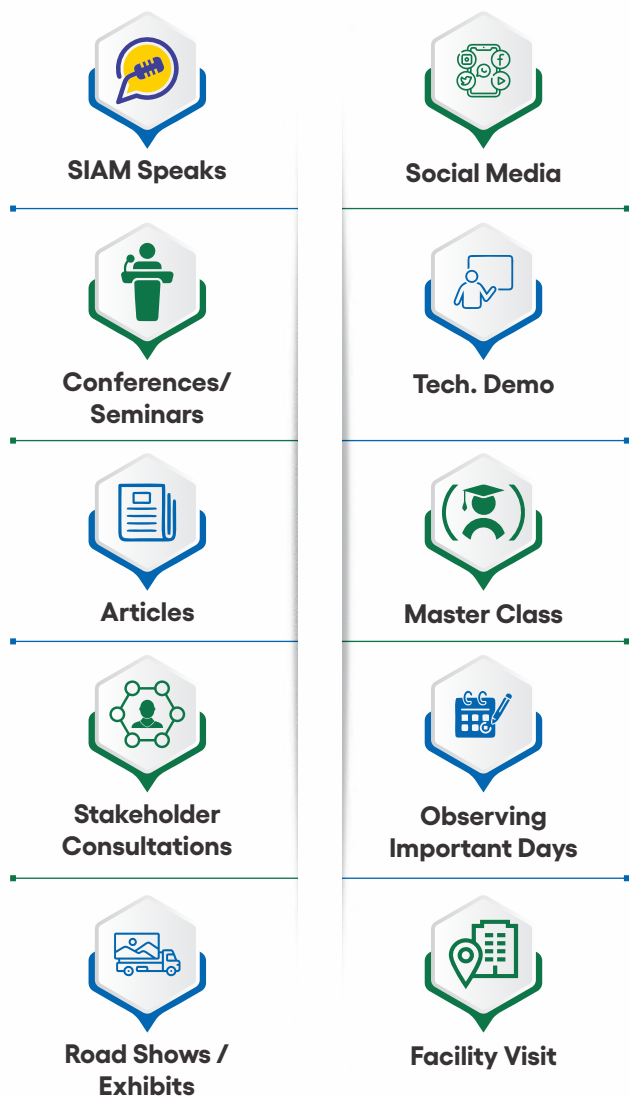 SIAM Speaks
Social Media
Conferences/
Seminars
Tech. Demo
Articles
Master Class
Stakeholder
Consultations
Observing
Important Days
Road Shows /
Exhibits
Facility Visit